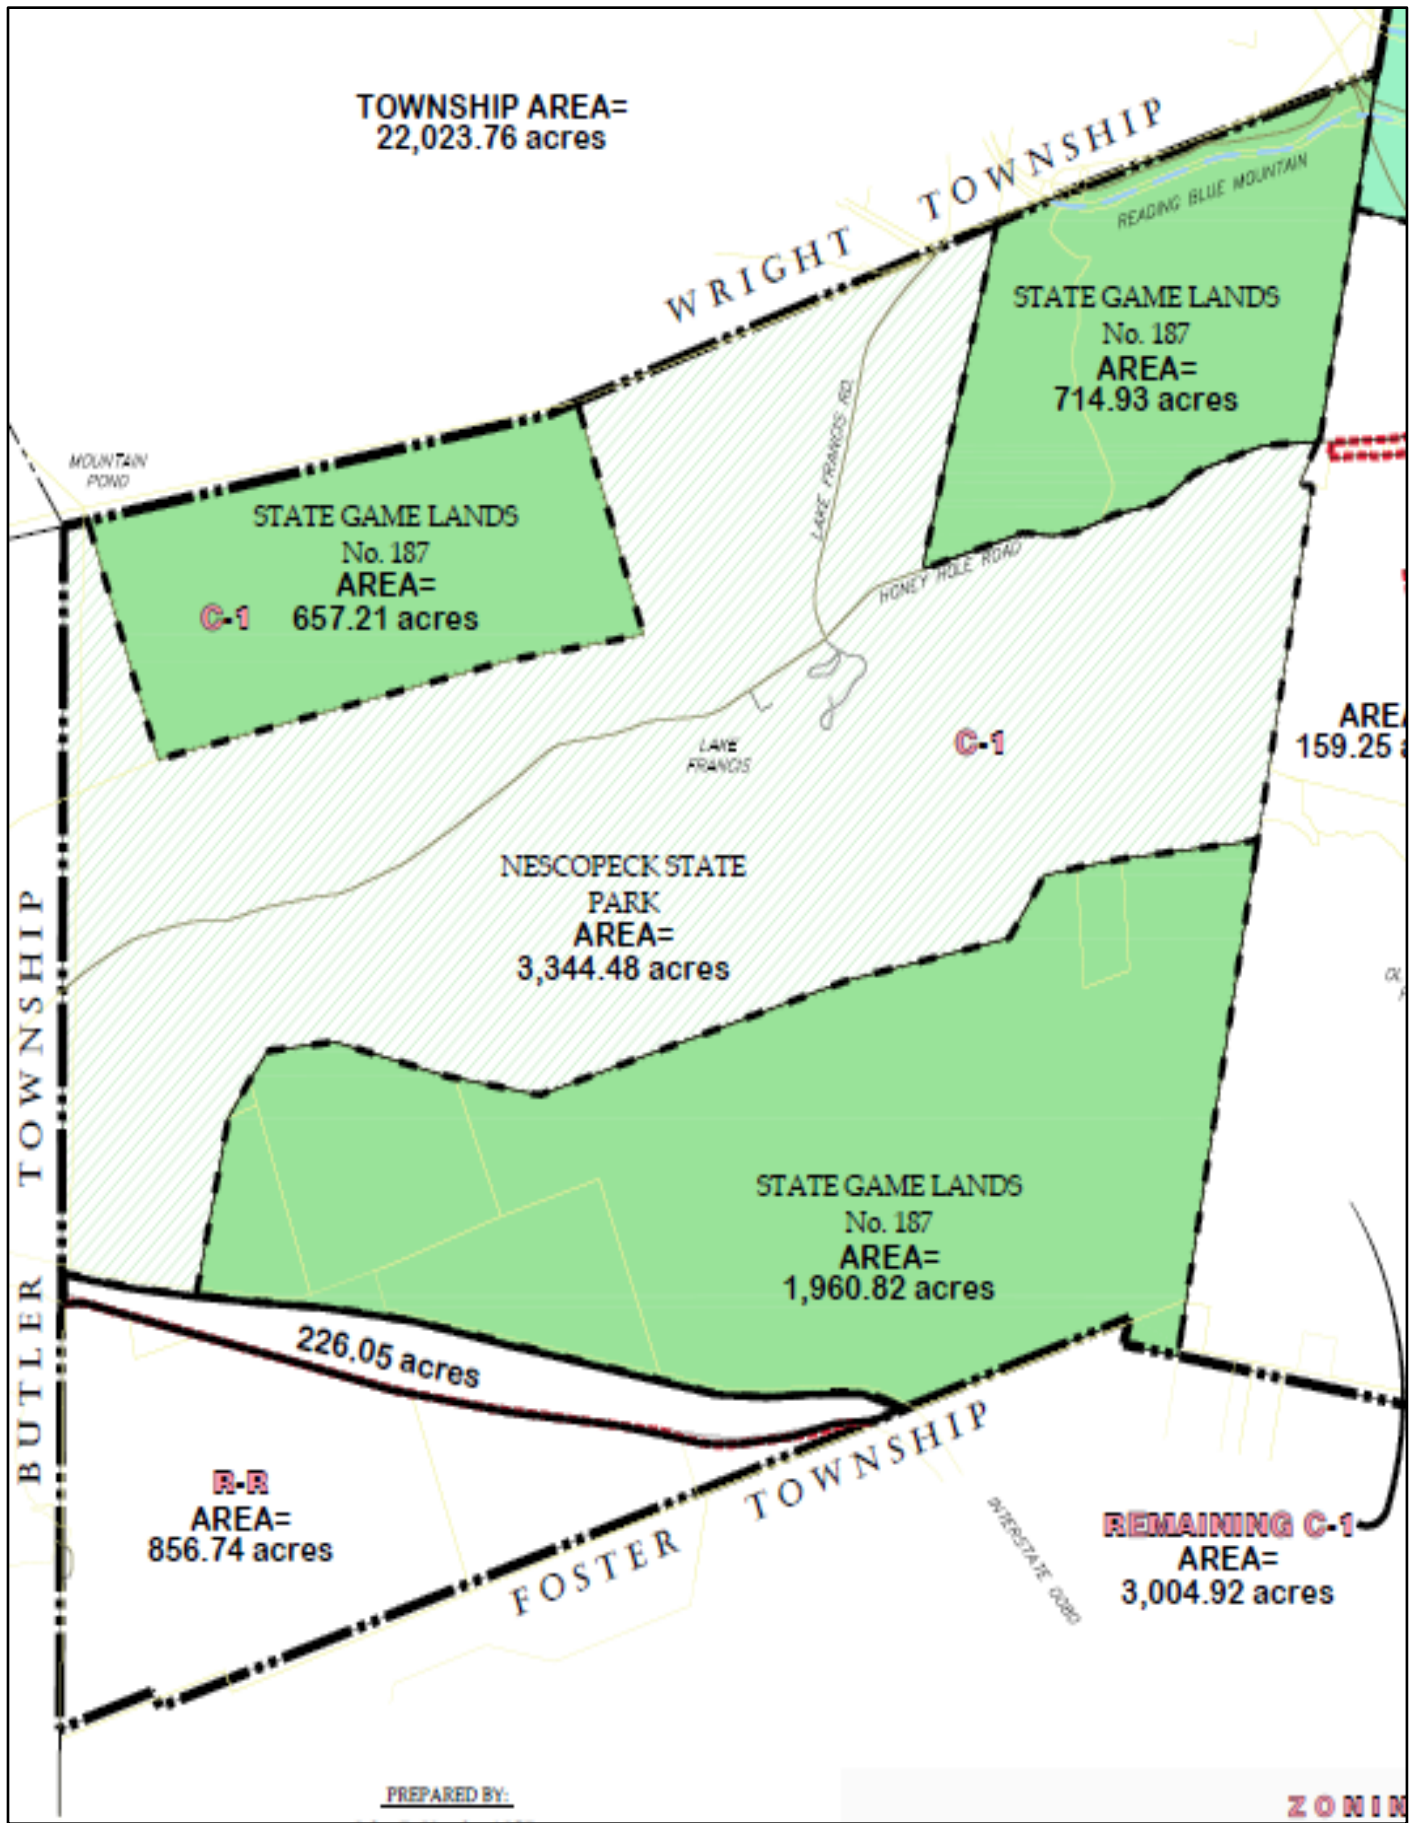 TOWNSHIP AREA=
22,023.76 acres
WRIGHT TOWNSHIP
READING BLUE MOUNTAIN
STATE GAME LANDS
No. 187
AREA=
714.93 acres
LAKE FRANCIS RD.
MOUNTAIN
POND
STATE GAME LANDS
No. 187
AREA=
C-1 657.21 acres
HONEY HOLE ROAD
LAKE
FRANCIS
C-1
AREA
159.25
NESCOPECK STATE
PARK
AREA=
3,344.48 acres
BUTLER TOWNSHIP
STATE GAME LANDS
No. 187
AREA=
1,960.82 acres
226.05 acres
FOSTER TOWNSHIP
R-R
AREA=
856.74 acres
INTERSTATE 0080
REMAINING C-1
AREA=
3,004.92 acres
PREPARED BY:
ZONIN